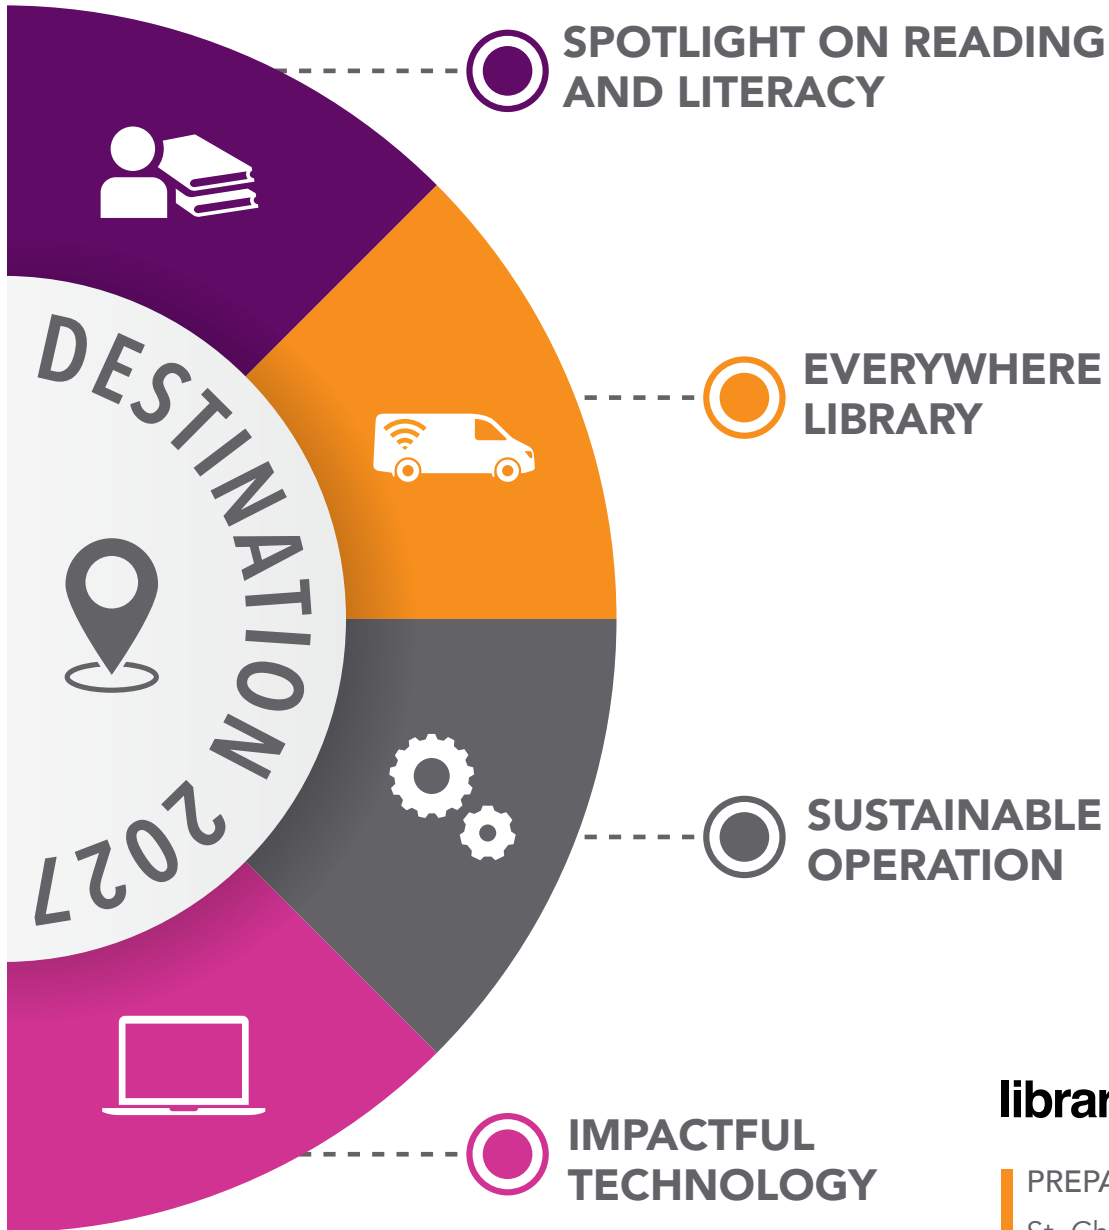 SPOTLIGHT ON READING
AND LITERACY
EVERYWHERE
LIBRARY
DESTINATION 2027
SUSTAINABLE
OPERATION
IMPACTFUL
TECHNOLOGY